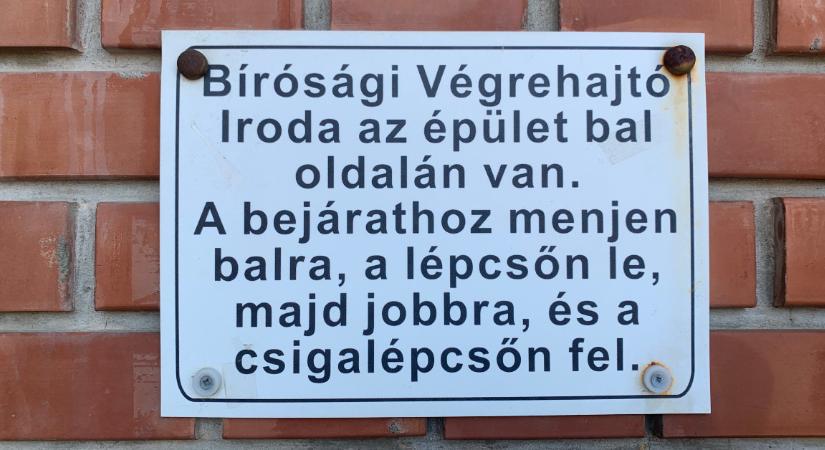 Bírósági Végrehajtó
Iroda az épület bal
oldalán van.
A bejárathoz menjen
balra, a lépcsőn le,
majd jobbra, és a
csigalépcsőn fel.